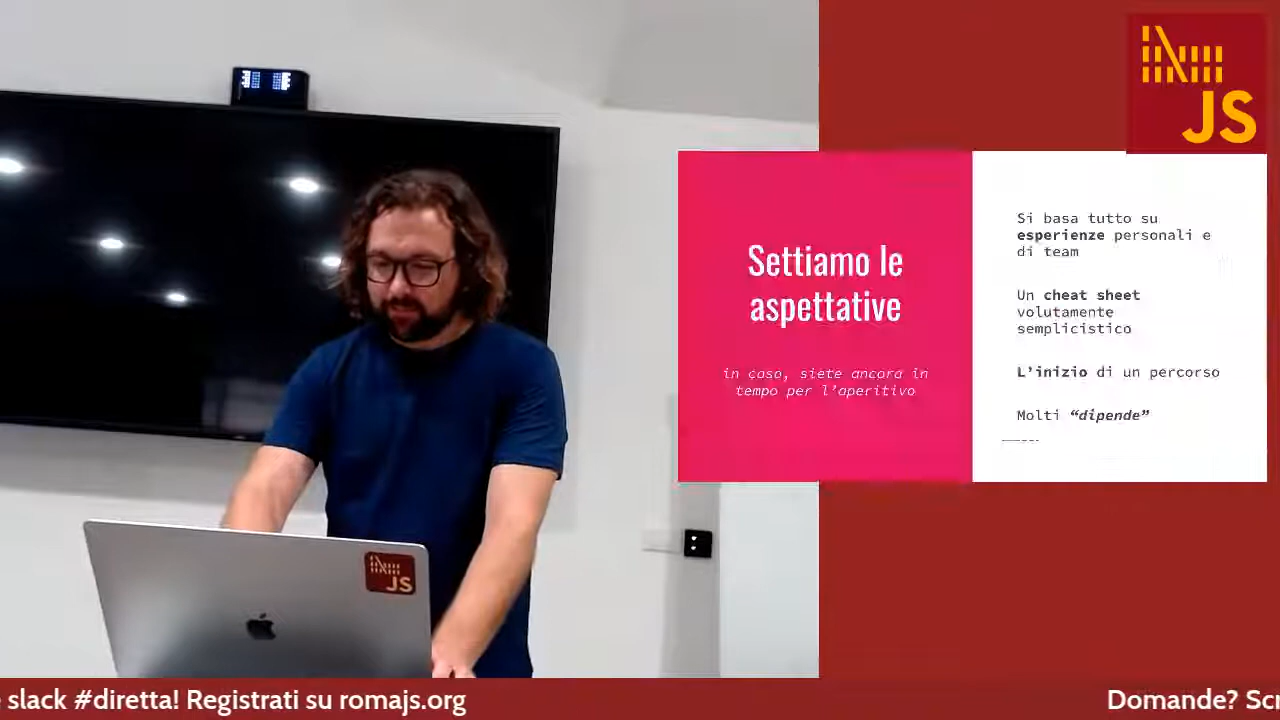 JS
Settiamo le
aspettative
in caso, siete ancora in
tempo per l’aperitivo
Si basa tutto su
esperienze personali e
di team
Un cheat sheet
volutamente
semplicistico
L’inizio di un percorso
Molti “dipende”
JS
slack #diretta! Registrati su romajs.org
Domande? Scr